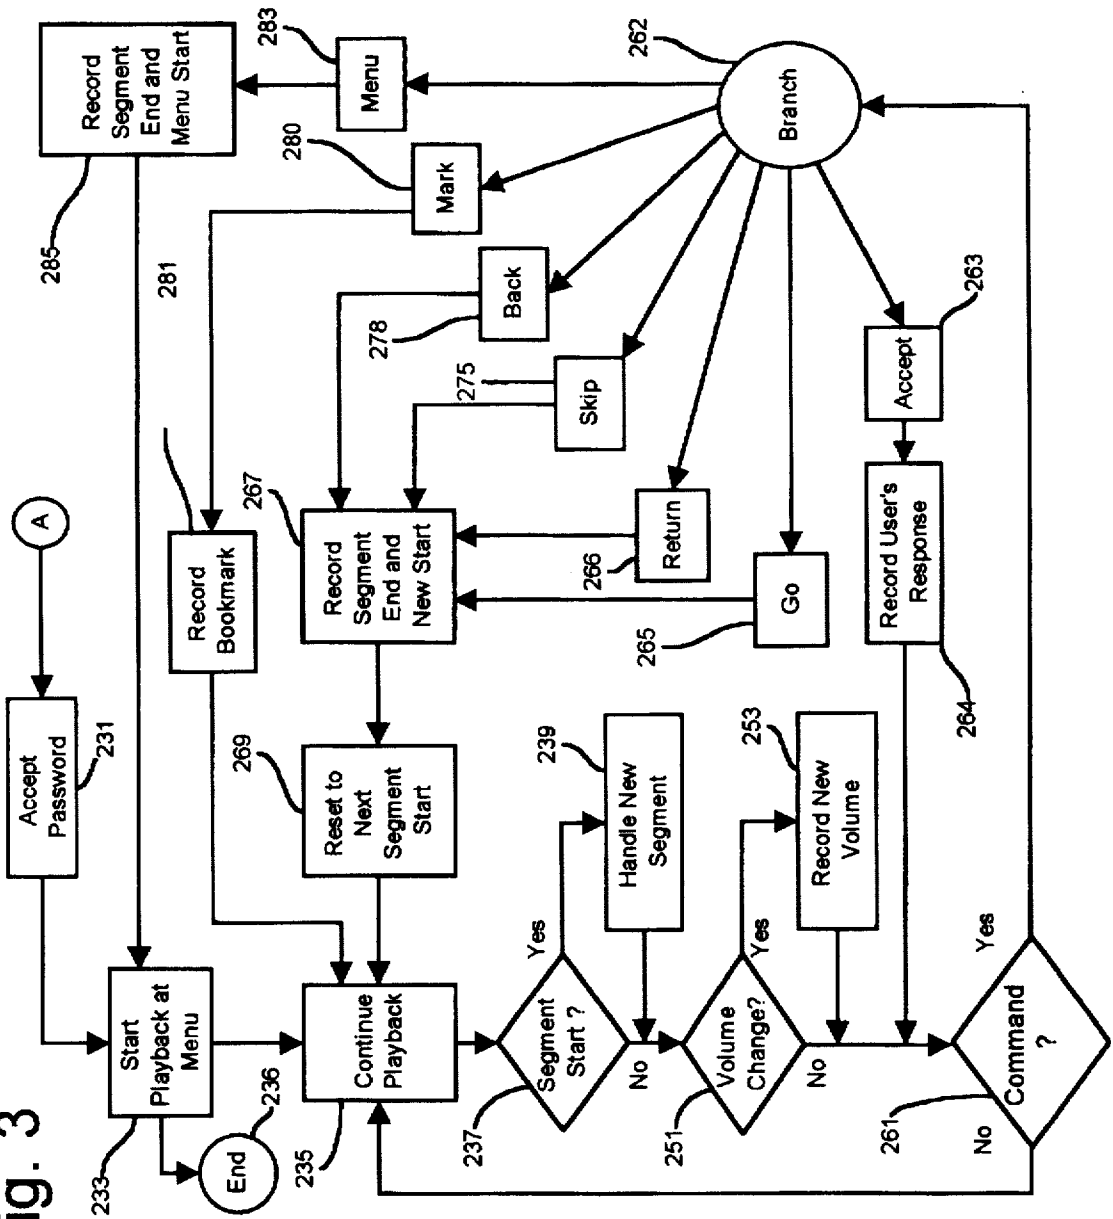 ig. 3
A
Accept
Password
231
Start
Playback at
Menu
233
End
236
Record
Bookmark
281
Record
Segment
End and
Menu Start
285
Continue
Playback
235
Reset to
Next
Segment
Start
269
Record
Segment
End and
New Start
267
Back
278
Mark
280
Menu
283
Skip
275
Return
266
Go
265
Segment
Start ?
237
Yes
No
Handle New
Segment
239
Volume
Change?
251
Yes
No
Record New
Volume
253
Record User's
Response
264
Accept
263
Branch
262
Command
?
261
No
Yes